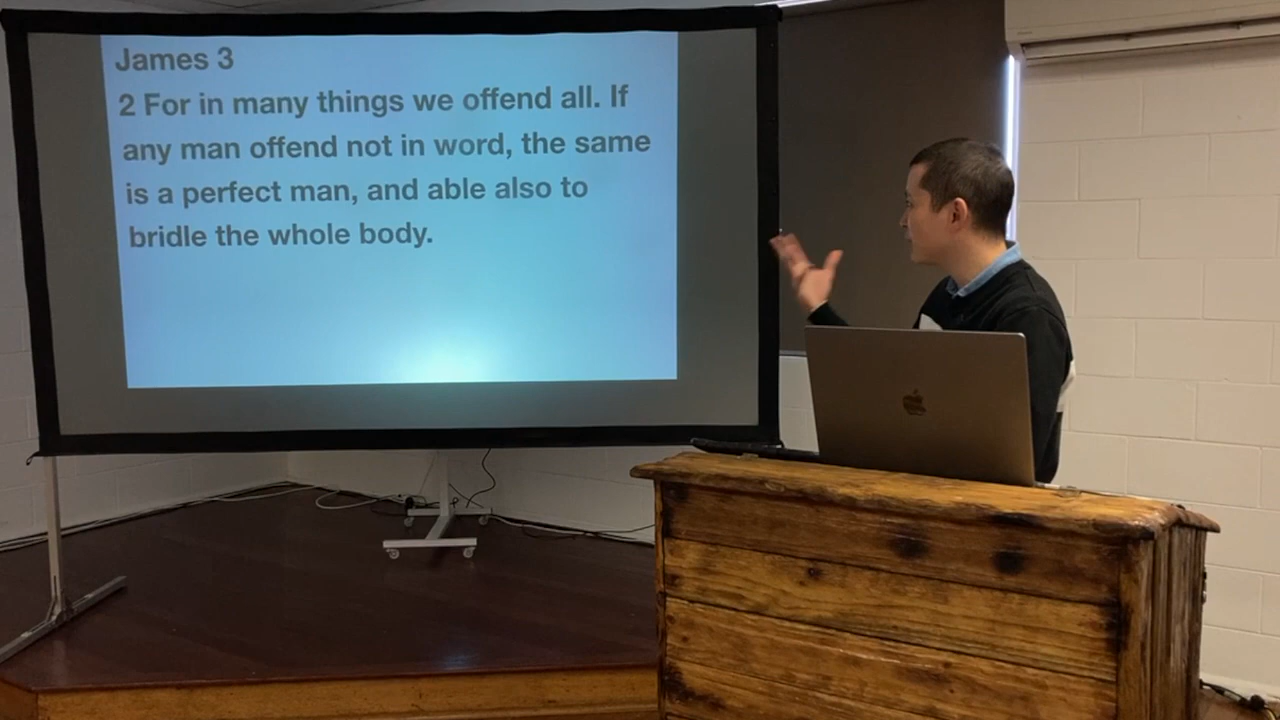 James 3
2 For in many things we offend all. If
any man offend not in word, the same
is a perfect man, and able also to
bridle the whole body.